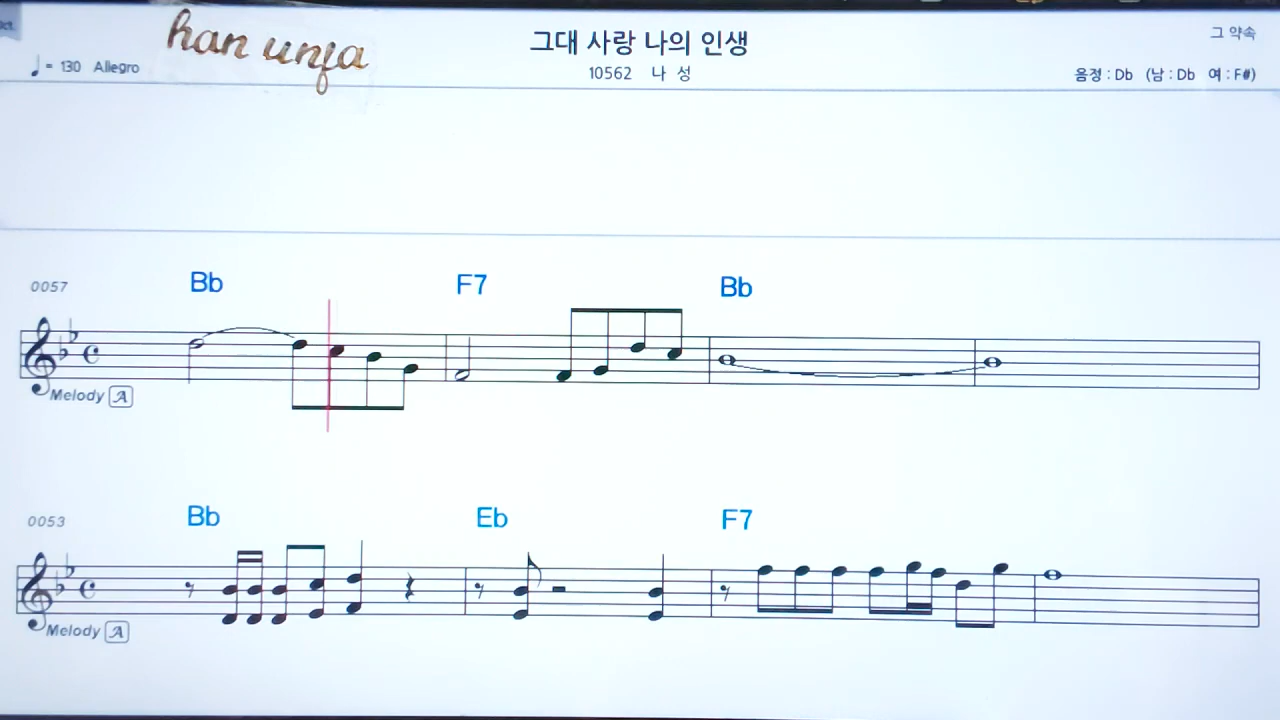 oct.
han unja
♩= 130 Allegro
그대 사랑 나의 인생
10562 나 성
그 약속
음정 : Db (남 : Db 여 : F#)
0057
Bb F7 Bb
Melody A
0053
Bb Eb F7
Melody A